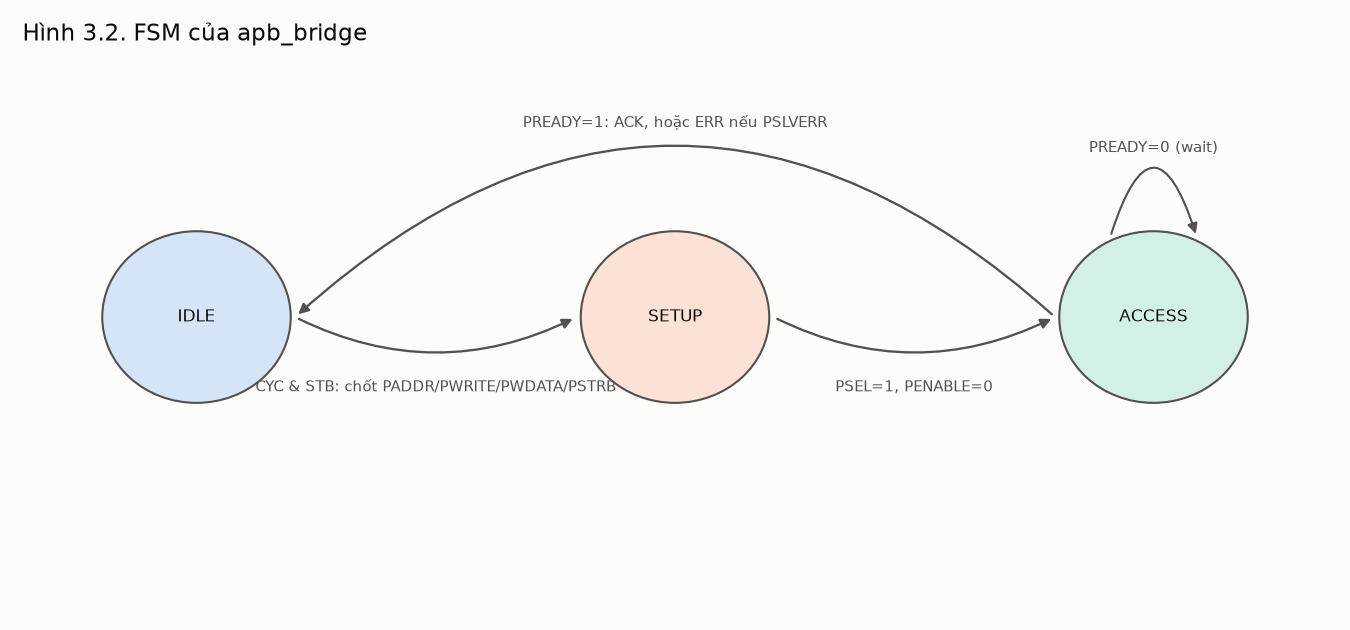 Hình 3.2. FSM của apb_bridge
PREADY=1: ACK, hoặc ERR nếu PSLVERR
PREADY=0 (wait)
IDLE
SETUP
ACCESS
CYC & STB: chốt PADDR/PWRITE/PWDATA/PSTRB
PSEL=1, PENABLE=0